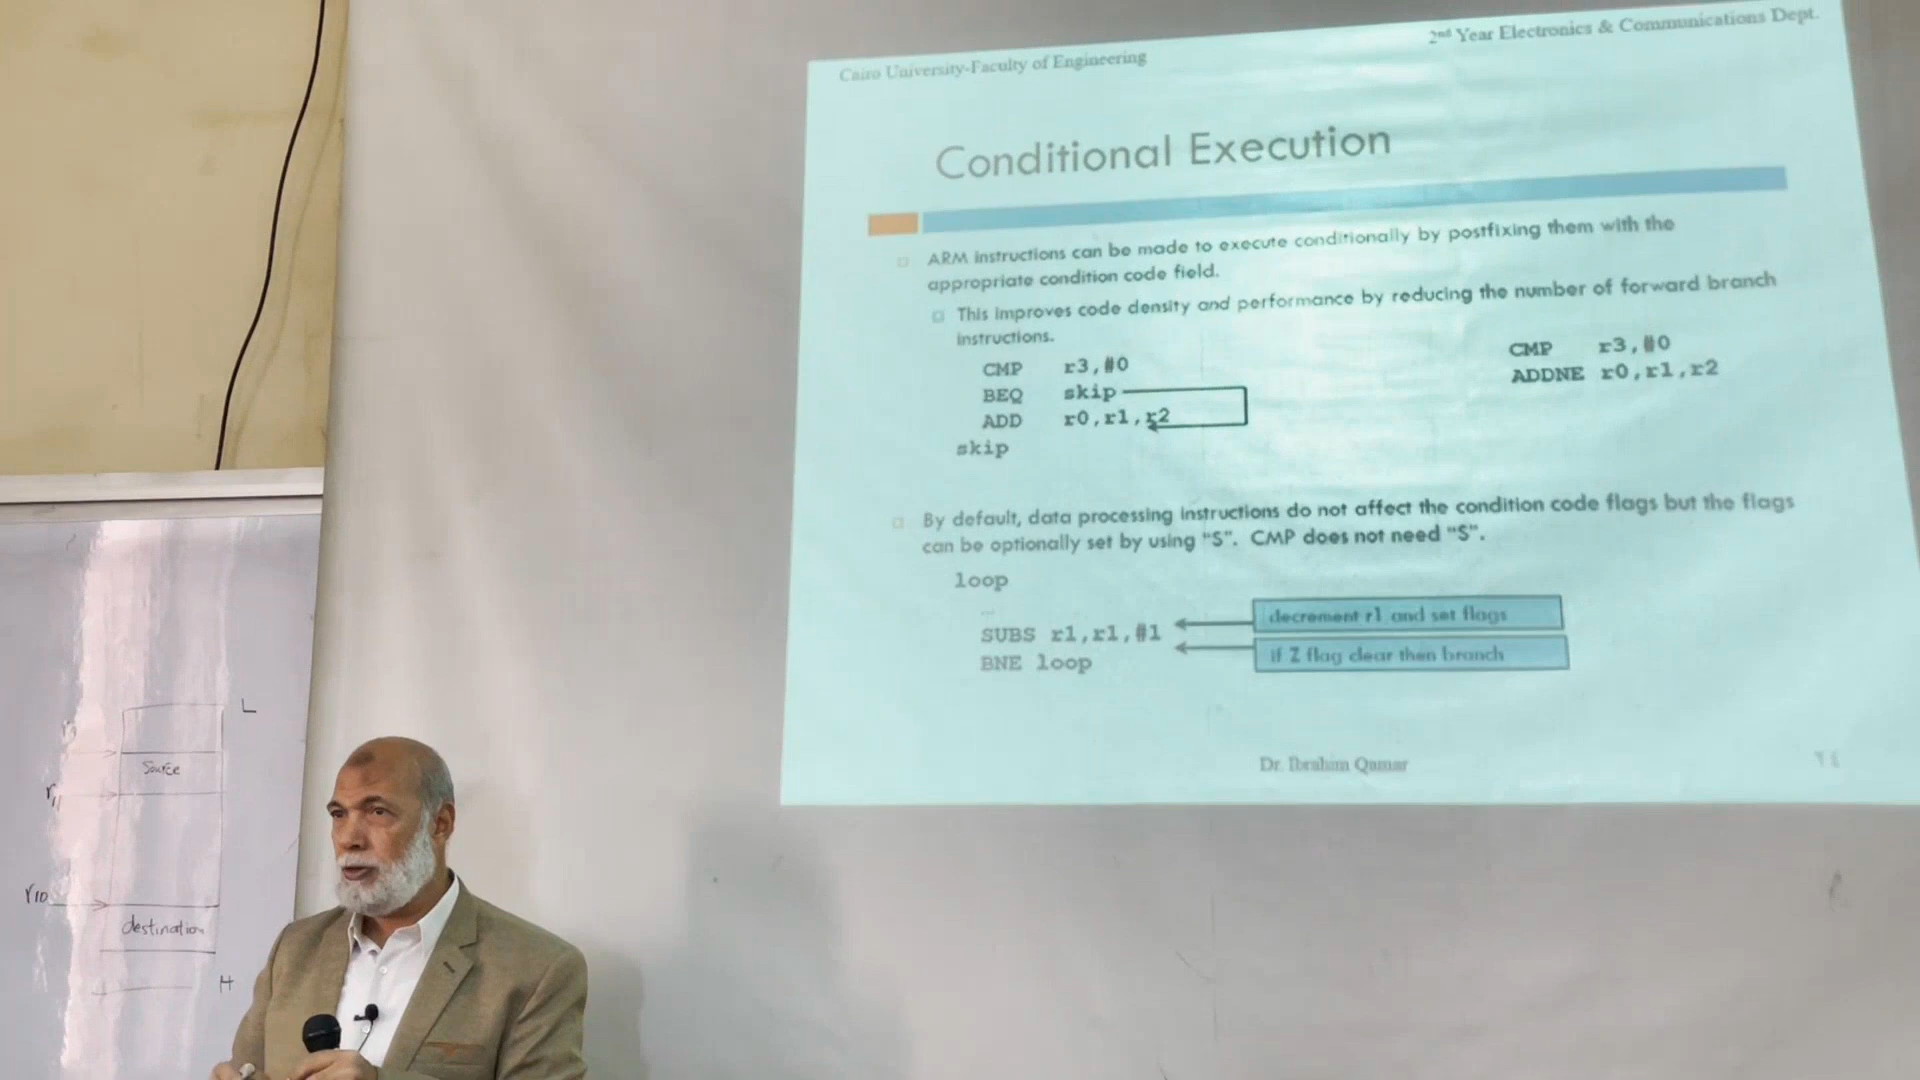 Cairo University-Faculty of Engineering
2nd Year Electronics & Communications Dept.
Conditional Execution
ARM instructions can be made to execute conditionally by postfixing them with the
appropriate condition code field.
This improves code density and performance by reducing the number of forward branch
instructions.
CMP r3,#0
BEQ skip
ADD r0,r1,r2
skip
CMP r3,#0
ADDNE r0,r1,r2
By default, data processing instructions do not affect the condition code flags but the flags
can be optionally set by using "S". CMP does not need "S".
loop
...
SUBS r1,r1,#1
BNE loop
decrement r1 and set flags
if Z flag clear then branch
Dr. Ibrahim Qamar
L
Source
r11
r10
destination
H